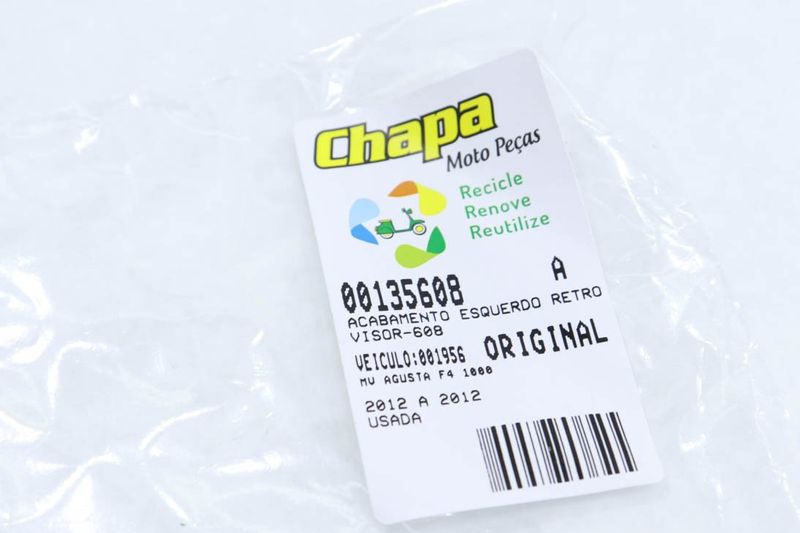 Chapa
Moto Peças
Recicle
Renove
Reutilize
00135608 A
ACABAMENTO ESQUERDO RETRO
VISOR-608
VEICULO:001956 ORIGINAL
MV AGUSTA F4 1000
2012 A 2012
USADA